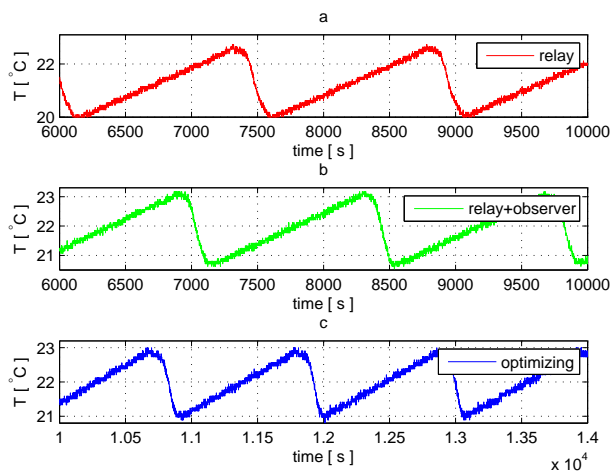 a
T [ °C ]
22
20
relay
6000 6500 7000 7500 8000 8500 9000 9500 10000
time [ s ]
b
T [ °C ]
23
22
21
relay+observer
6000 6500 7000 7500 8000 8500 9000 9500 10000
time [ s ]
c
T [ °C ]
23
22
21
optimizing
1 1.05 1.1 1.15 1.2 1.25 1.3 1.35 1.4
time [ s ]
x 10⁴